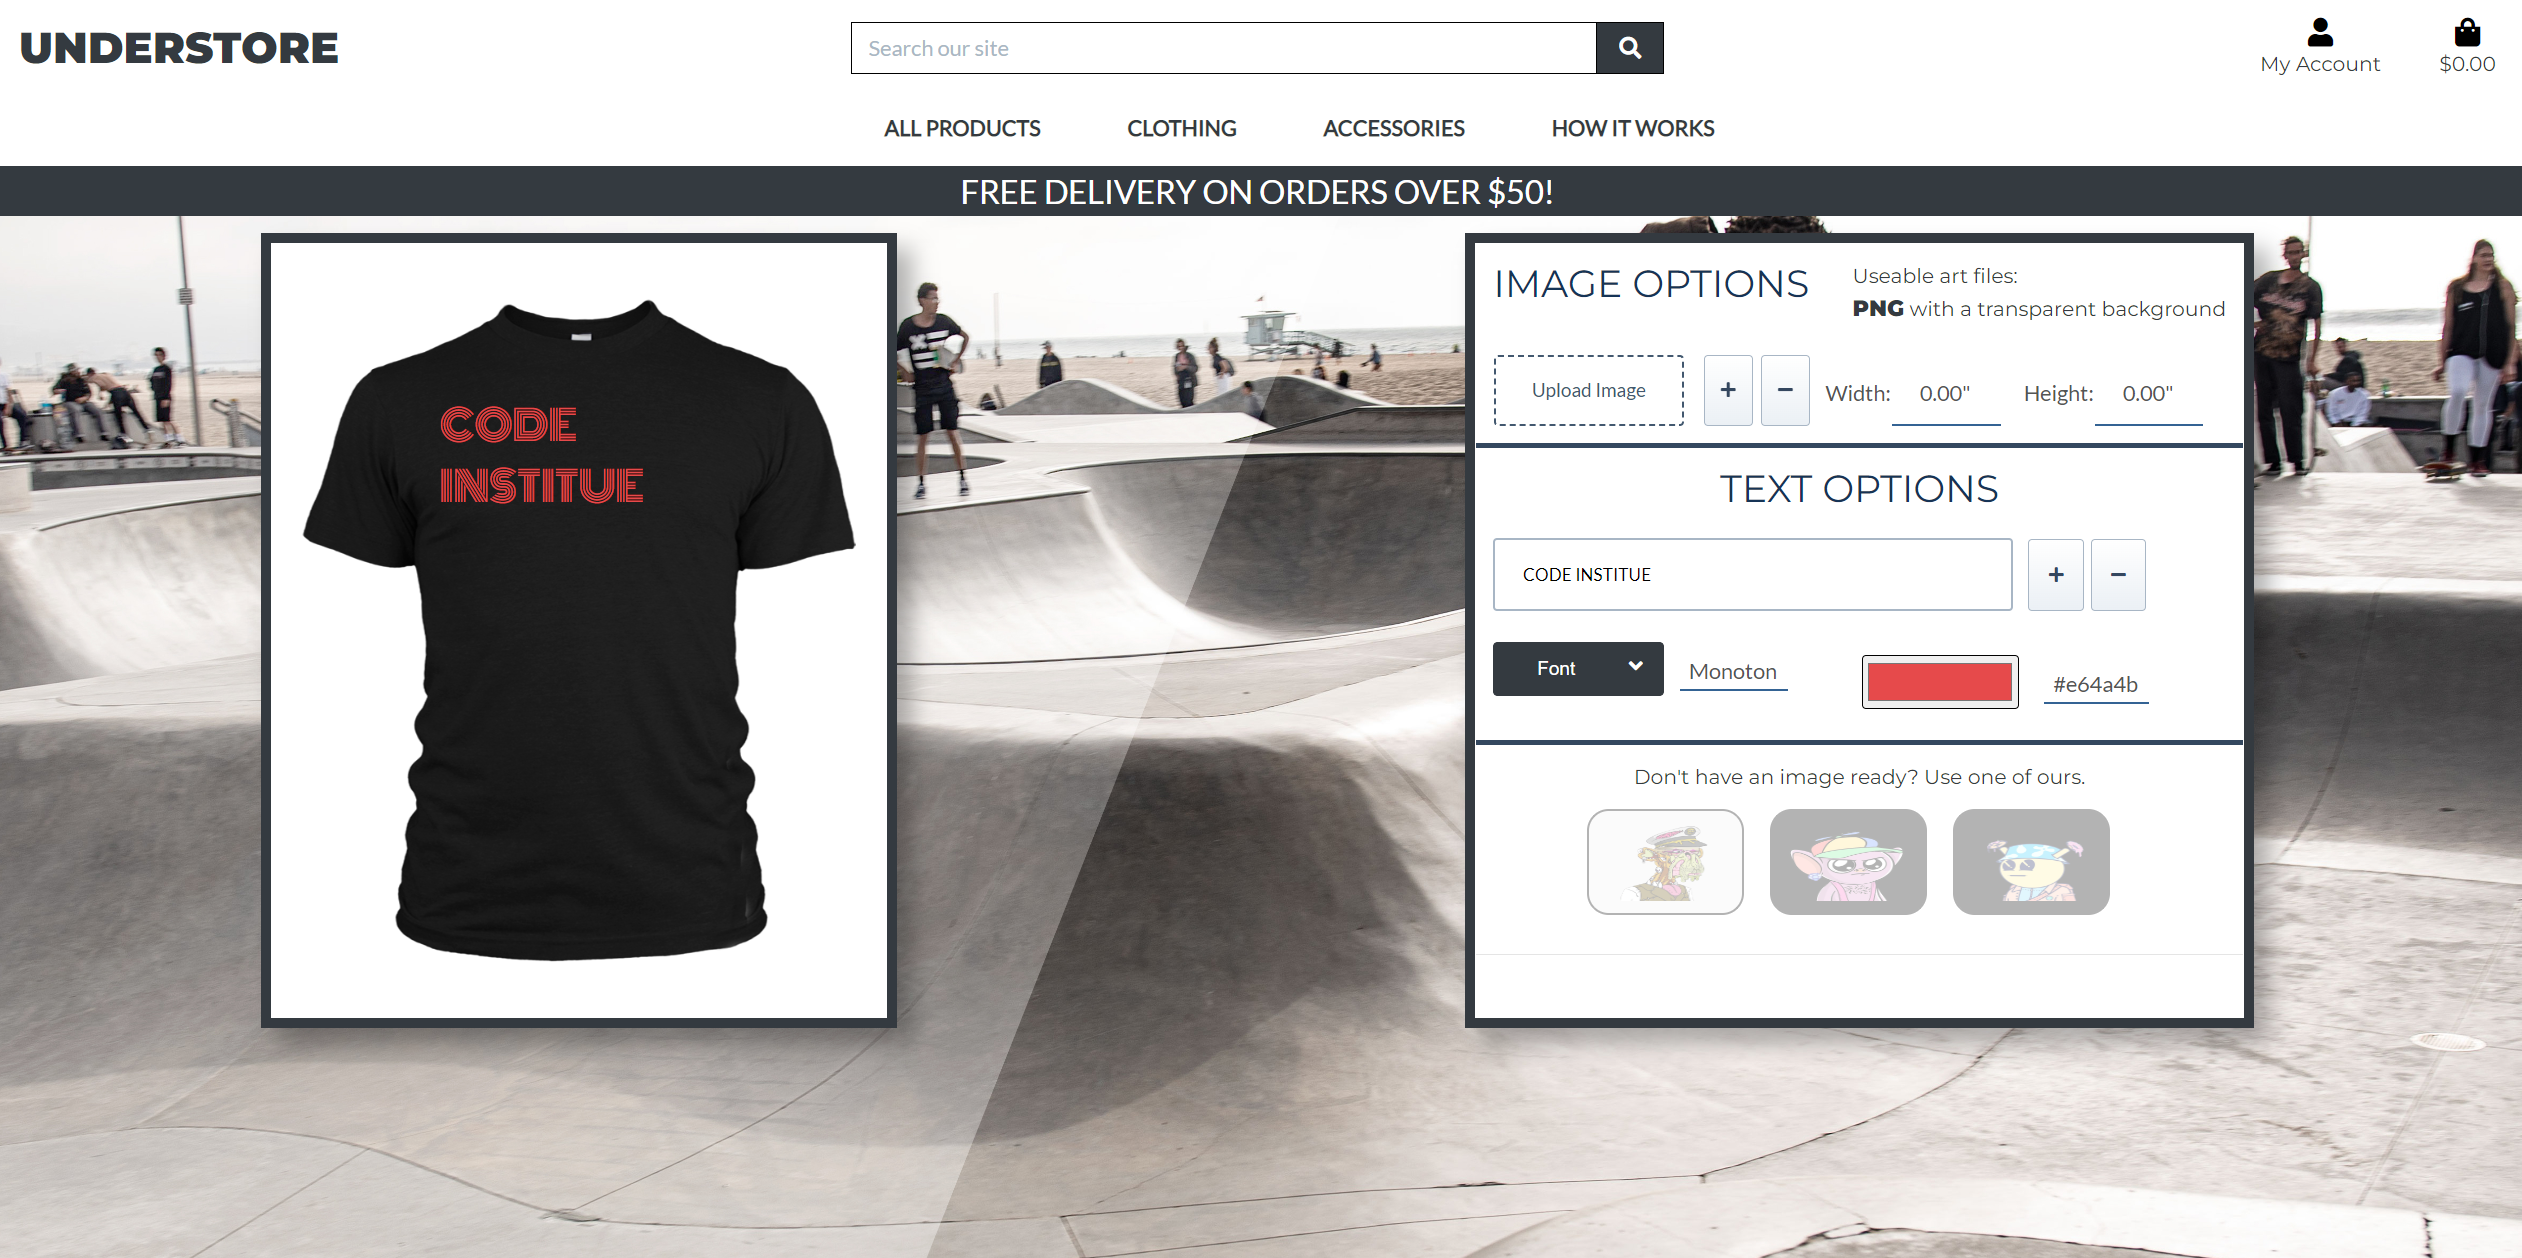 UNDERSTORE
Search our site
My Account
$0.00
ALL PRODUCTS
CLOTHING
ACCESSORIES
HOW IT WORKS
FREE DELIVERY ON ORDERS OVER $50!
CODE
INSTITUE
IMAGE OPTIONS
Useable art files:
PNG with a transparent background
Upload Image
+
−
Width:
0.00"
Height:
0.00"
TEXT OPTIONS
CODE INSTITUE
+
−
Font
Monoton
#e64a4b
Don't have an image ready? Use one of ours.